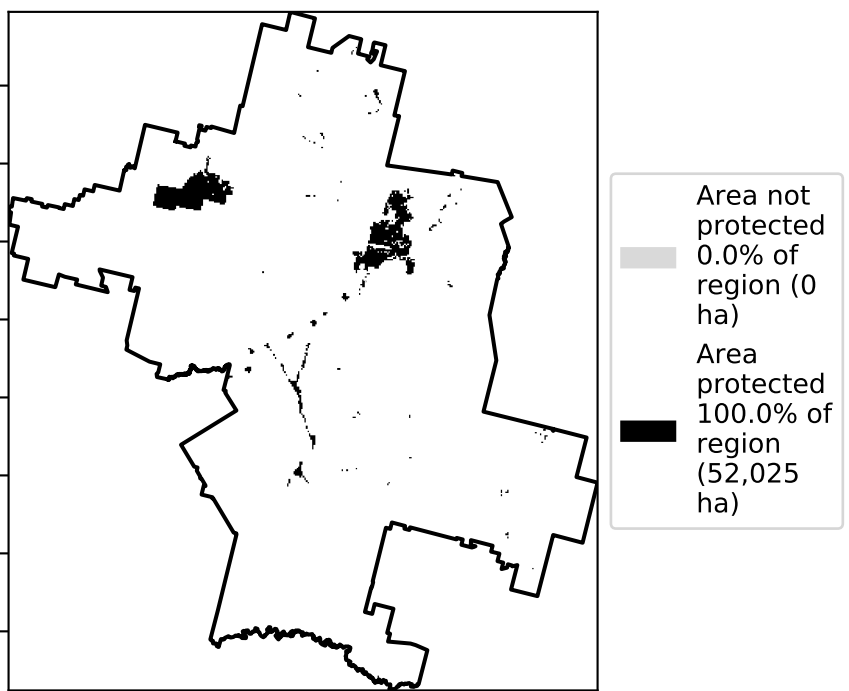 Area not
protected
0.0% of
region (0
ha)
Area
protected
100.0% of
region
(52,025
ha)